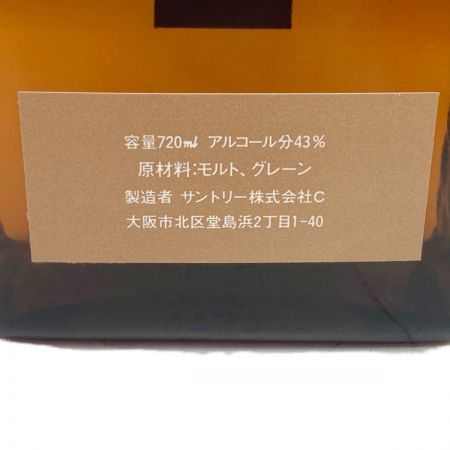 容量720ml アルコール分43%
原材料:モルト、グレーン
製造者 サントリー株式会社C
大阪市北区堂島浜2丁目1-40